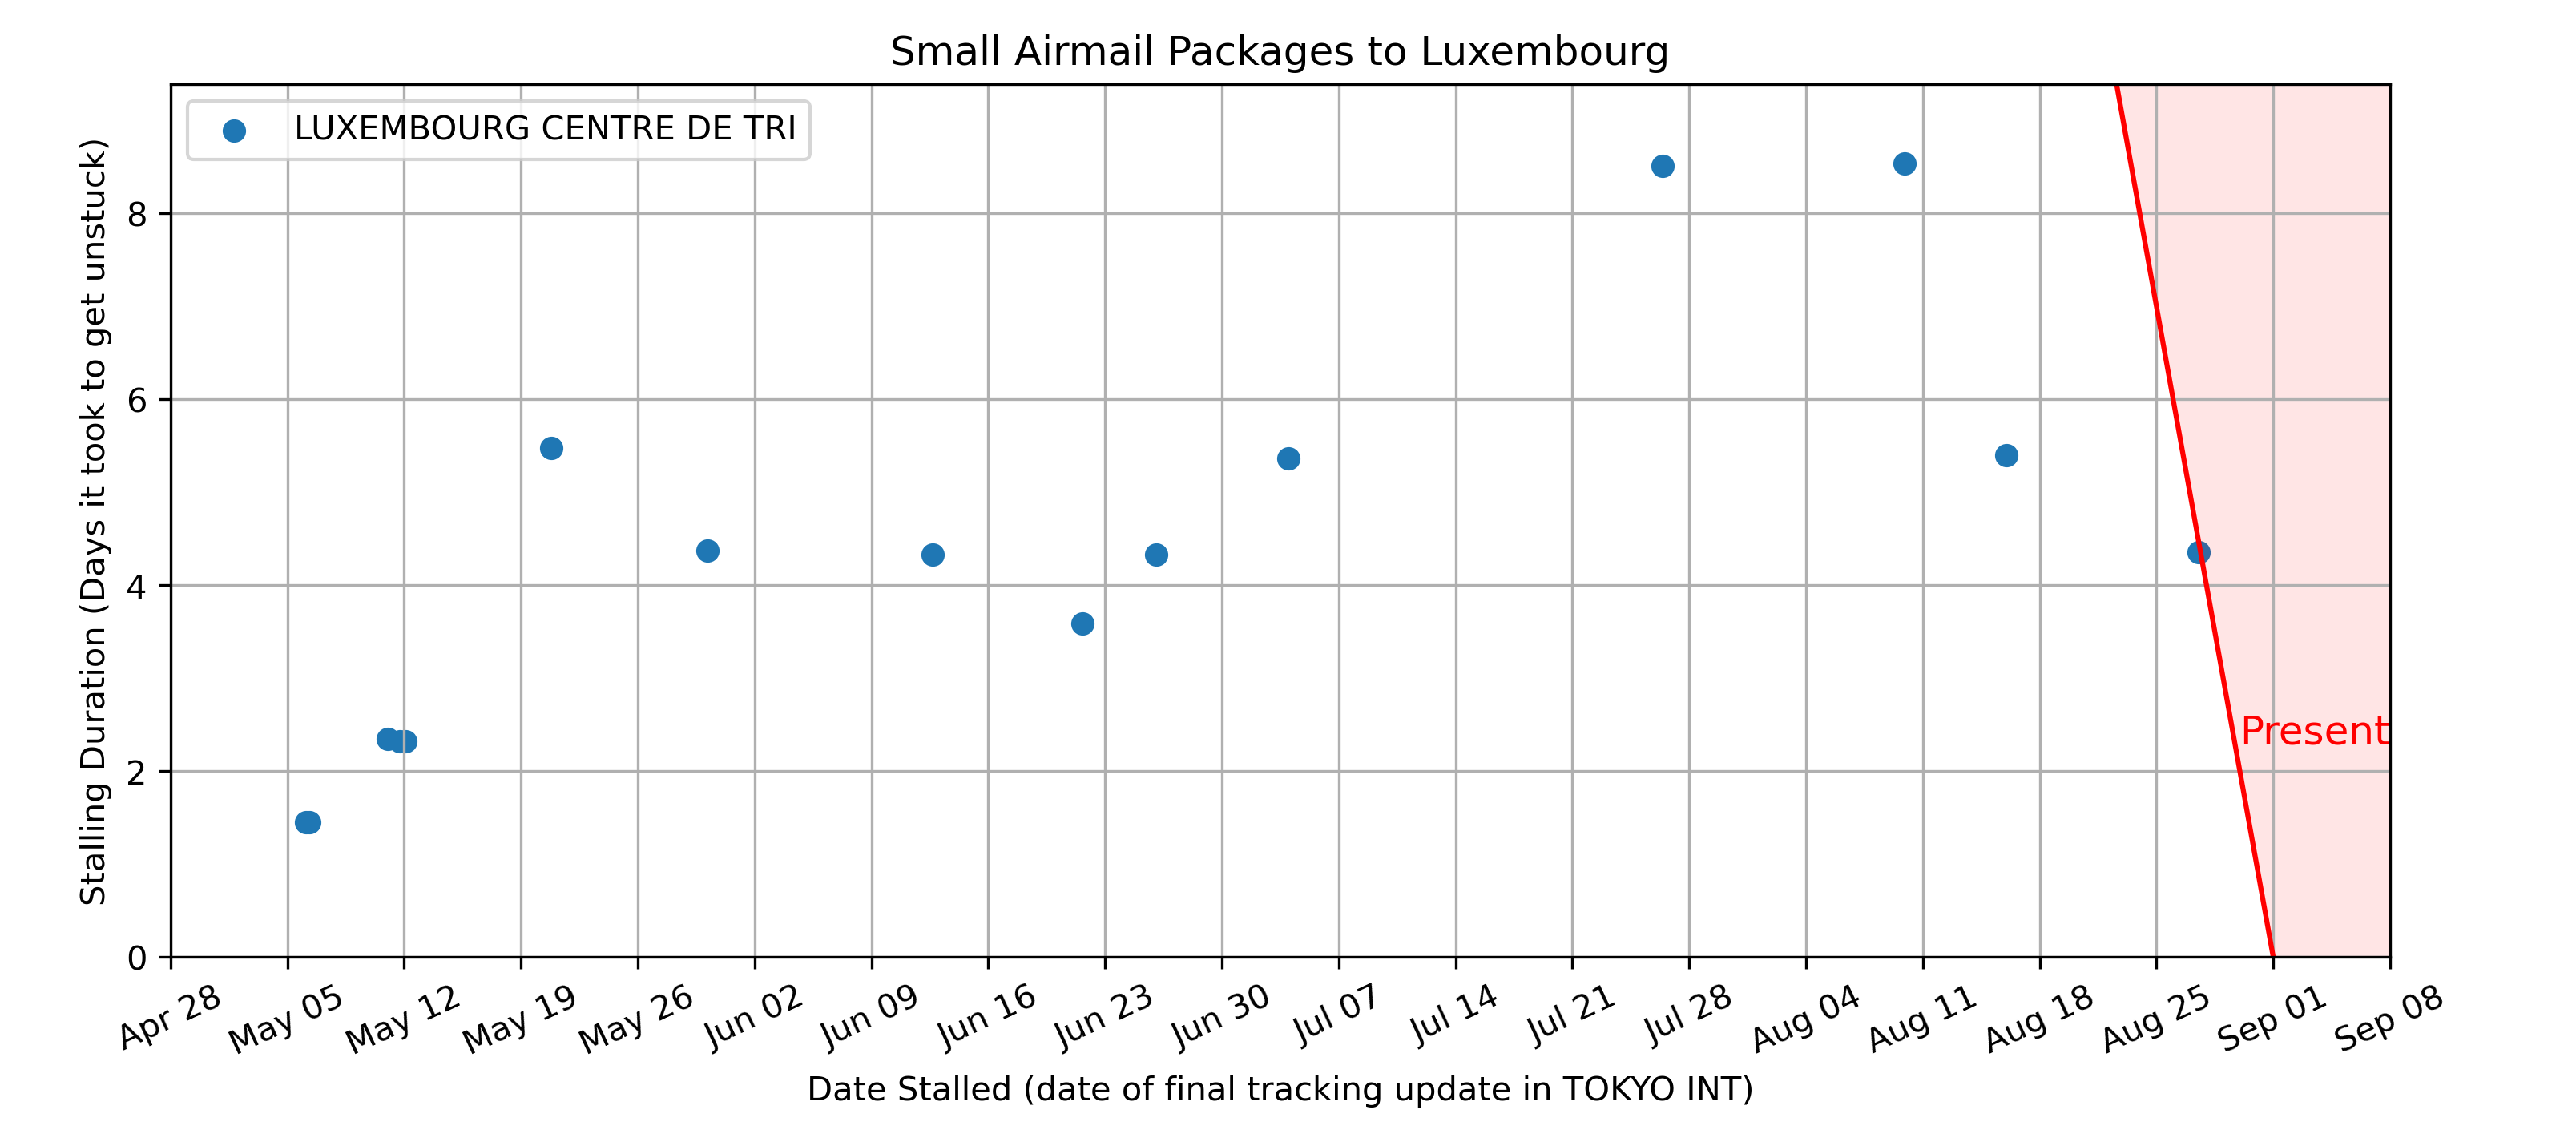 Small Airmail Packages to Luxembourg
LUXEMBOURG CENTRE DE TRI
Stalling Duration (Days it took to get unstuck)
8
6
4
2
0
Present
Apr 28
May 05
May 12
May 19
May 26
Jun 02
Jun 09
Jun 16
Jun 23
Jun 30
Jul 07
Jul 14
Jul 21
Jul 28
Aug 04
Aug 11
Aug 18
Aug 25
Sep 01
Sep 08
Date Stalled (date of final tracking update in TOKYO INT)